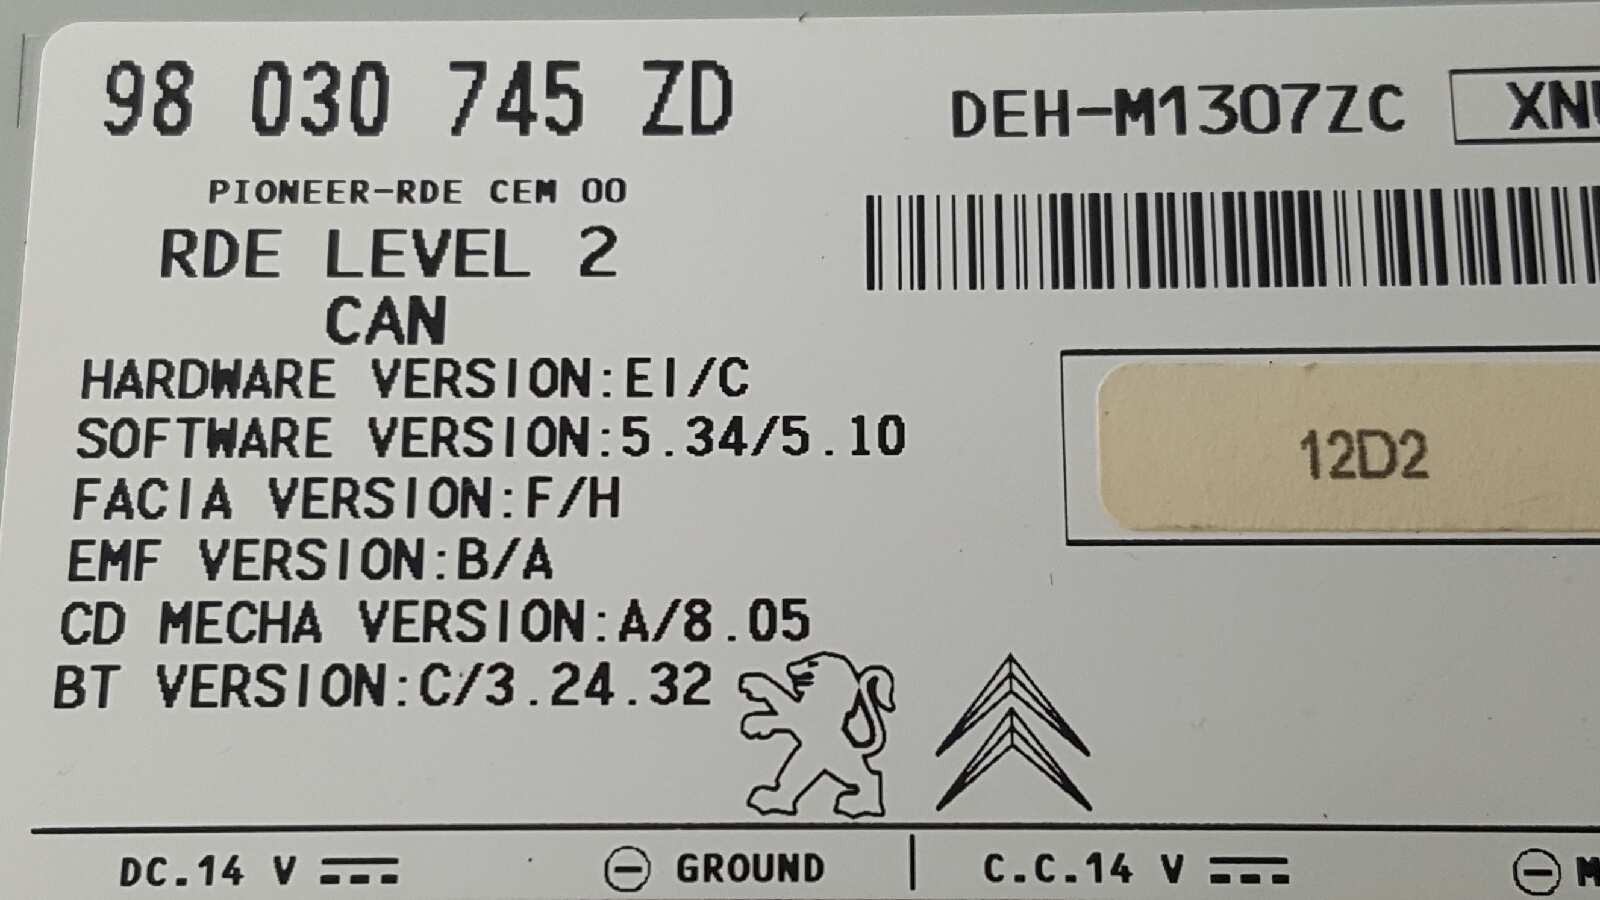 98 030 745 ZD
DEH-M1307ZC
PIONEER-RDE CEM 00
RDE LEVEL 2
CAN
HARDWARE VERSION:EI/C
SOFTWARE VERSION:5.34/5.10
FACIA VERSION:F/H
EMF VERSION:B/A
CD MECHA VERSION:A/8.05
BT VERSION:C/3.24.32
12D2
DC.14 V
GROUND
C.C.14 V